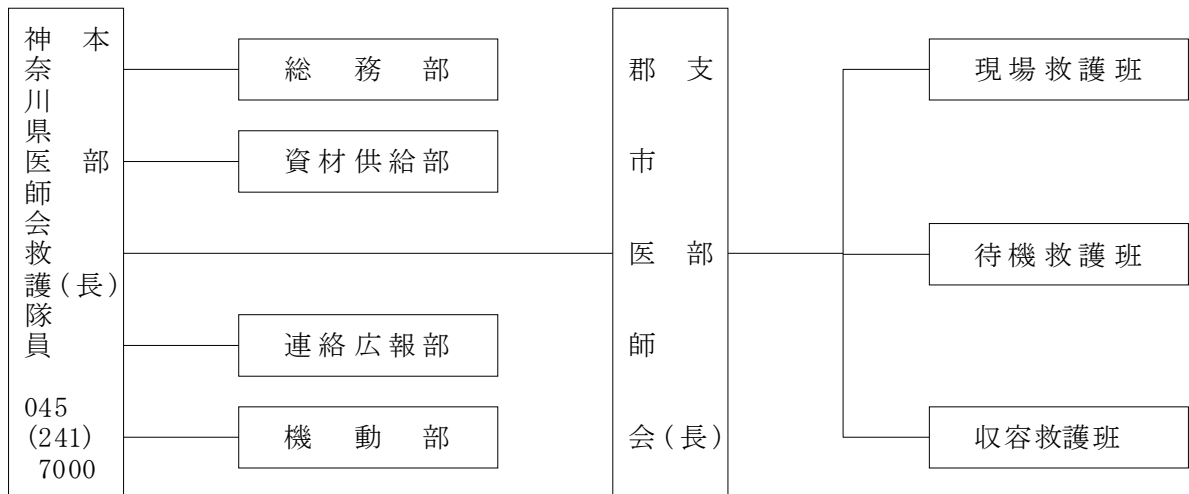 神奈川県医師会救護隊員
本部(長)
045
(241)
7000
総務部
資材供給部
連絡広報部
機動部
郡市医師会
支部(長)
現場救護班
待機救護班
収容救護班